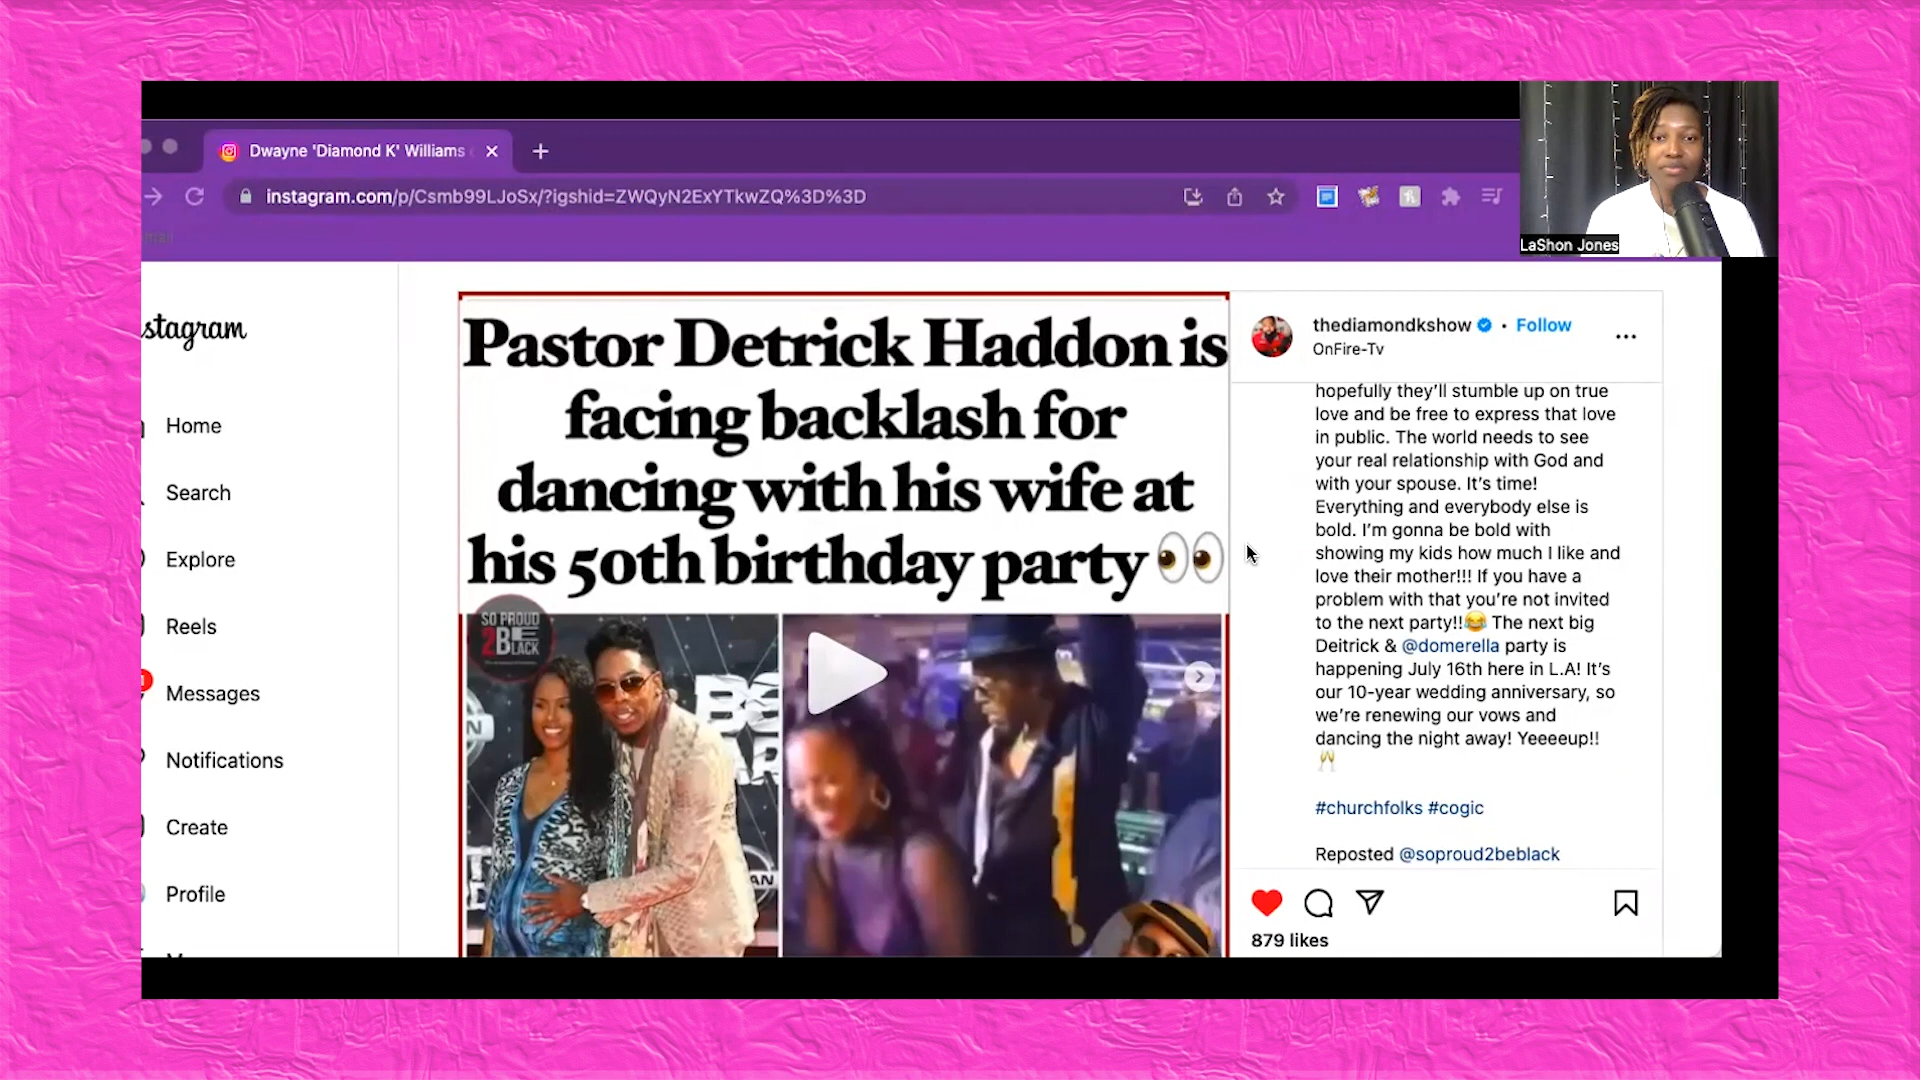 Dwayne 'Diamond K' Williams
instagram.com/p/Csmb99LJoSx/?igshid=ZWQyN2ExYTkwZQ%3D%3D
mail
LaShon Jones
stagram
Home
Search
Explore
Reels
Messages
Notifications
Create
Profile
Pastor Detrick Haddon is
facing backlash for
dancing with his wife at
his 50th birthday party 👀
SO PROUD
2BE
BLACK
thediamondkshow • Follow
OnFire-Tv
hopefully they'll stumble up on true
love and be free to express that love
in public. The world needs to see
your real relationship with God and
with your spouse. It's time!
Everything and everybody else is
bold. I'm gonna be bold with
showing my kids how much I like and
love their mother!!! If you have a
problem with that you're not invited
to the next party!!😂 The next big
Deitrick & @domerella party is
happening July 16th here in L.A! It's
our 10-year wedding anniversary, so
we're renewing our vows and
dancing the night away! Yeeeeup!!
🥂
#churchfolks #cogic
Reposted @soproud2beblack
879 likes